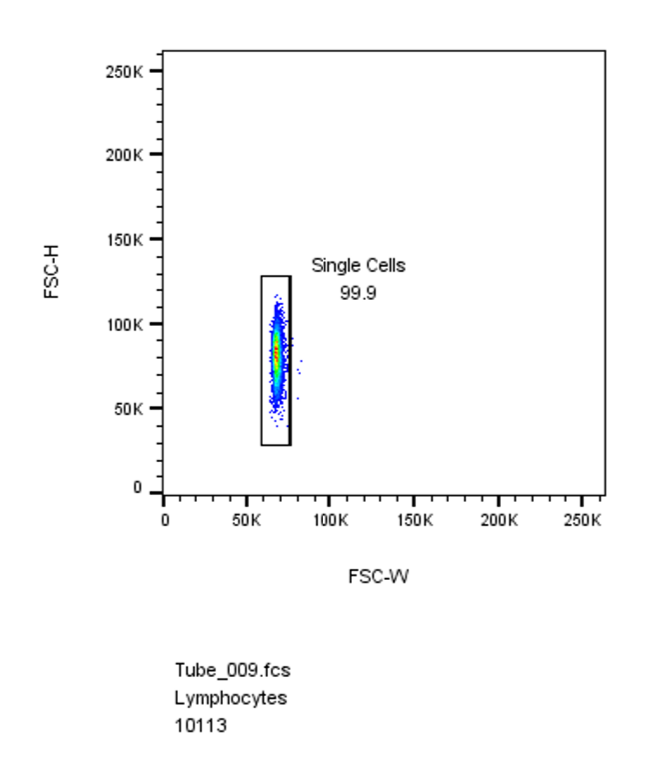 250K
200K
150K
100K
50K
0
FSC-H
Single Cells
99.9
0 50K 100K 150K 200K 250K
FSC-W
Tube_009.fcs
Lymphocytes
10113